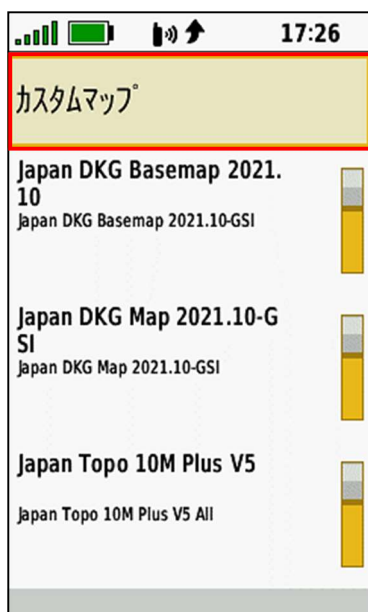 17:26
カスタムマップ
Japan DKG Basemap 2021.
10
Japan DKG Basemap 2021.10-GSI
Japan DKG Map 2021.10-G
SI
Japan DKG Map 2021.10-GSI
Japan Topo 10M Plus V5
Japan Topo 10M Plus V5 All